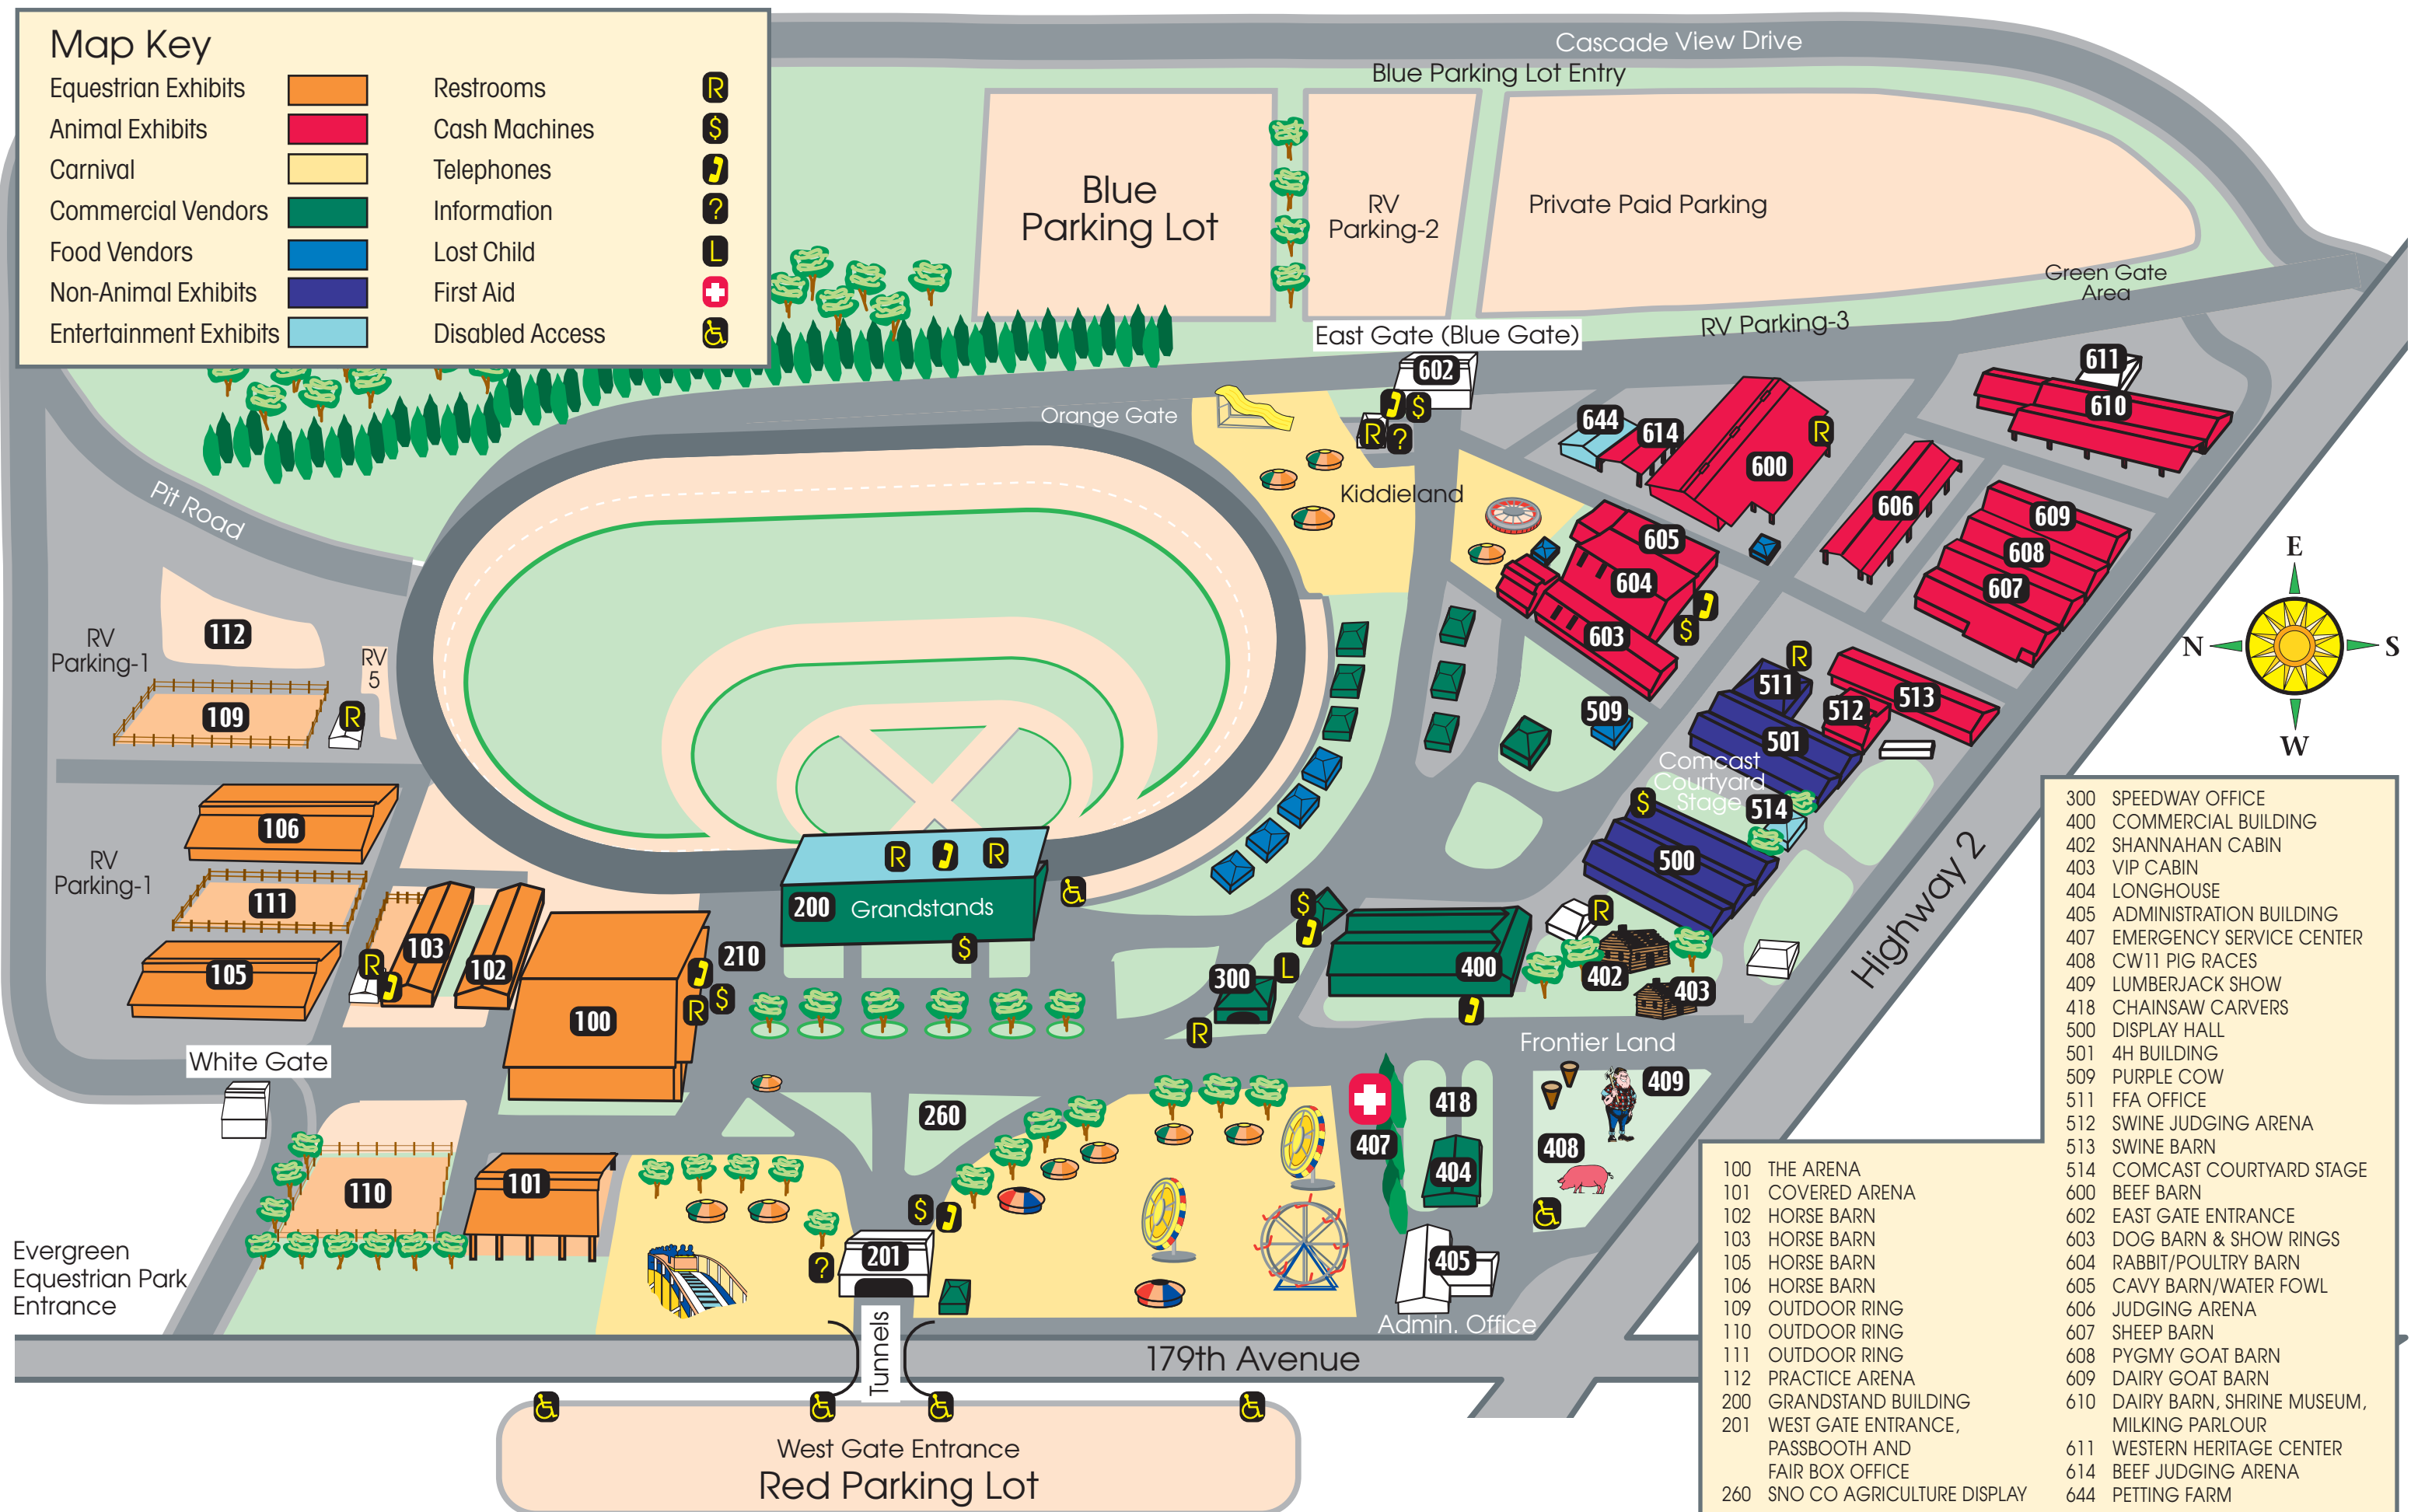 Map Key
Equestrian Exhibits
Animal Exhibits
Carnival
Commercial Vendors
Food Vendors
Non-Animal Exhibits
Entertainment Exhibits
Restrooms R
Cash Machines $
Telephones
Information ?
Lost Child L
First Aid
Disabled Access
Cascade View Drive
Blue Parking Lot Entry
Blue
Parking Lot
RV
Parking-2
Private Paid Parking
Green Gate
Area
RV Parking-3
East Gate (Blue Gate)
602
$
R ?
Orange Gate
Kiddieland
644
614
600
R
611
610
606
609
608
607
605
604
603
$
Pit Road
RV
Parking-1
112
RV
5
109
R
E
N S
W
R
511
513
512
501
509
Comcast
Courtyard
Stage
514
$
500
106
RV
Parking-1
111
105
103
R
102
100
210
R $
R R
200 Grandstands
$
$
300 L
R
400
R
402
403
Highway 2
White Gate
Frontier Land
409
418
407
408
404
405
Admin. Office
260
110
101
$
?
201
Evergreen
Equestrian Park
Entrance
Tunnels
179th Avenue
West Gate Entrance
Red Parking Lot
100 THE ARENA
101 COVERED ARENA
102 HORSE BARN
103 HORSE BARN
105 HORSE BARN
106 HORSE BARN
109 OUTDOOR RING
110 OUTDOOR RING
111 OUTDOOR RING
112 PRACTICE ARENA
200 GRANDSTAND BUILDING
201 WEST GATE ENTRANCE,
PASSBOOTH AND
FAIR BOX OFFICE
260 SNO CO AGRICULTURE DISPLAY
300 SPEEDWAY OFFICE
400 COMMERCIAL BUILDING
402 SHANNAHAN CABIN
403 VIP CABIN
404 LONGHOUSE
405 ADMINISTRATION BUILDING
407 EMERGENCY SERVICE CENTER
408 CW11 PIG RACES
409 LUMBERJACK SHOW
418 CHAINSAW CARVERS
500 DISPLAY HALL
501 4H BUILDING
509 PURPLE COW
511 FFA OFFICE
512 SWINE JUDGING ARENA
513 SWINE BARN
514 COMCAST COURTYARD STAGE
600 BEEF BARN
602 EAST GATE ENTRANCE
603 DOG BARN & SHOW RINGS
604 RABBIT/POULTRY BARN
605 CAVY BARN/WATER FOWL
606 JUDGING ARENA
607 SHEEP BARN
608 PYGMY GOAT BARN
609 DAIRY GOAT BARN
610 DAIRY BARN, SHRINE MUSEUM,
MILKING PARLOUR
611 WESTERN HERITAGE CENTER
614 BEEF JUDGING ARENA
644 PETTING FARM